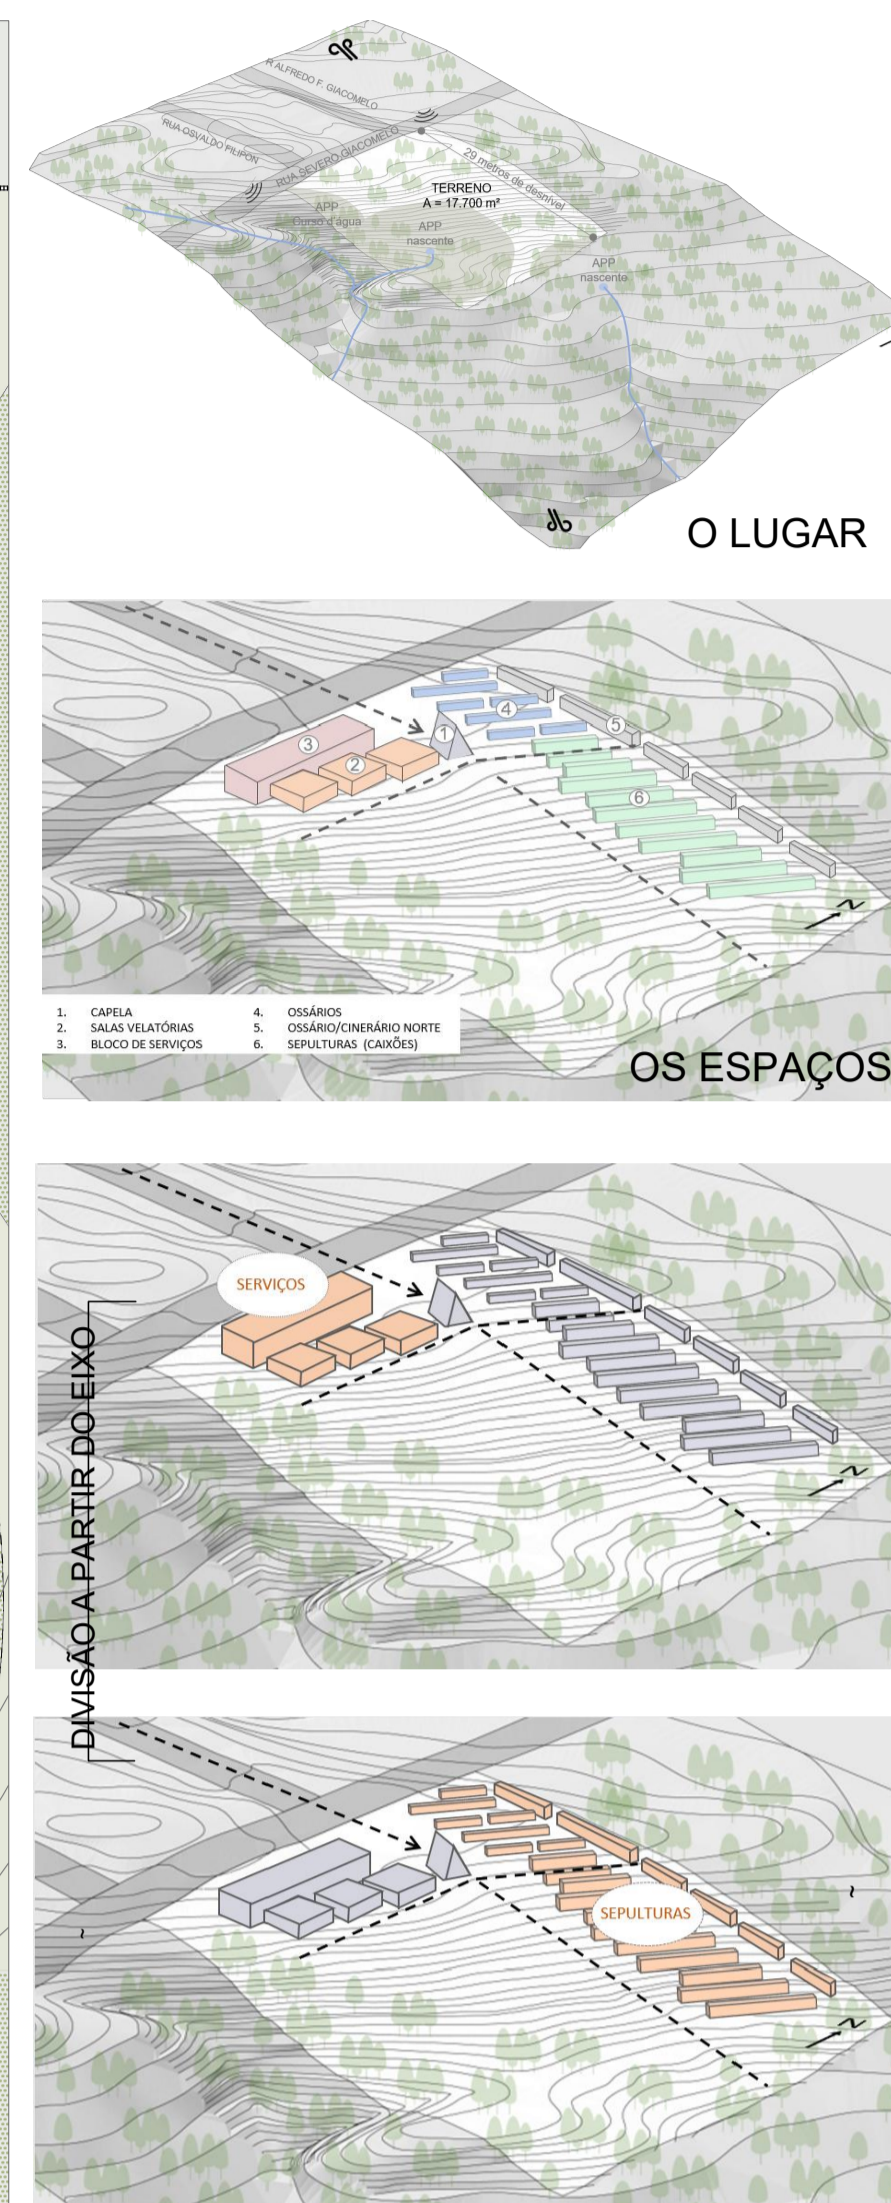 R ALFREDO F. GIACOMELO
RUA OSVALDO FILIPON
RUA SEVERO GIACOMELO
29 metros de desnível
TERRENO
A = 17.700 m²
APP
Curso d'água
APP
nascente
APP
nascente
O LUGAR
1
2
3
4
5
6
N
1. CAPELA
2. SALAS VELATÓRIAS
3. BLOCO DE SERVIÇOS
4. OSSÁRIOS
5. OSSÁRIO/CINERÁRIO NORTE
6. SEPULTURAS (CAIXÕES)
OS ESPAÇOS
DIVISÃO A PARTIR DO EIXO
SERVIÇOS
N
SEPULTURAS
N